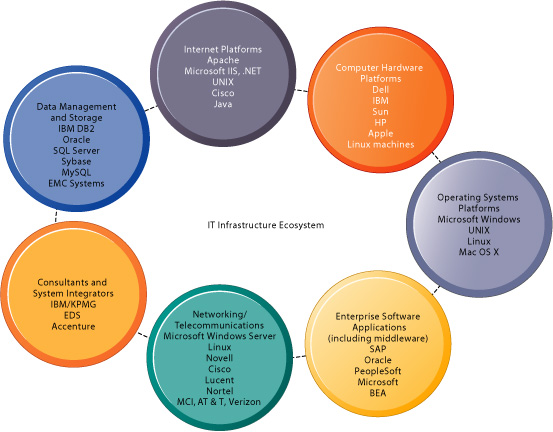 Internet Platforms
Apache
Microsoft IIS, .NET
UNIX
Cisco
Java
Computer Hardware
Platforms
Dell
IBM
Sun
HP
Apple
Linux machines
Data Management
and Storage
IBM DB2
Oracle
SQL Server
Sybase
MySQL
EMC Systems
Operating Systems
Platforms
Microsoft Windows
UNIX
Linux
Mac OS X
IT Infrastructure Ecosystem
Consultants and
System Integrators
IBM/KPMG
EDS
Accenture
Networking/
Telecommunications
Microsoft Windows Server
Linux
Novell
Cisco
Lucent
Nortel
MCI, AT & T, Verizon
Enterprise Software
Applications
(including middleware)
SAP
Oracle
PeopleSoft
Microsoft
BEA